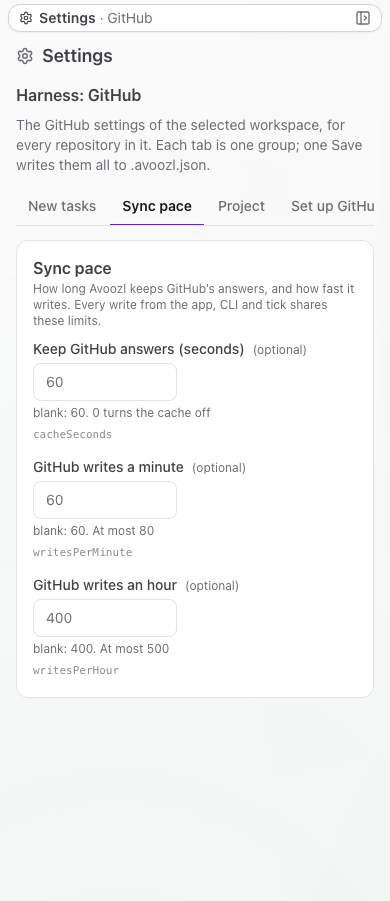 Settings · GitHub
Settings
Harness: GitHub
The GitHub settings of the selected workspace, for
every repository in it. Each tab is one group; one Save
writes them all to .avoozl.json.
New tasks Sync pace Project Set up GitHu
Sync pace
How long Avoozl keeps GitHub's answers, and how fast it
writes. Every write from the app, CLI and tick shares
these limits.
Keep GitHub answers (seconds) (optional)
60
blank: 60. 0 turns the cache off
cacheSeconds
GitHub writes a minute (optional)
60
blank: 60. At most 80
writesPerMinute
GitHub writes an hour (optional)
400
blank: 400. At most 500
writesPerHour